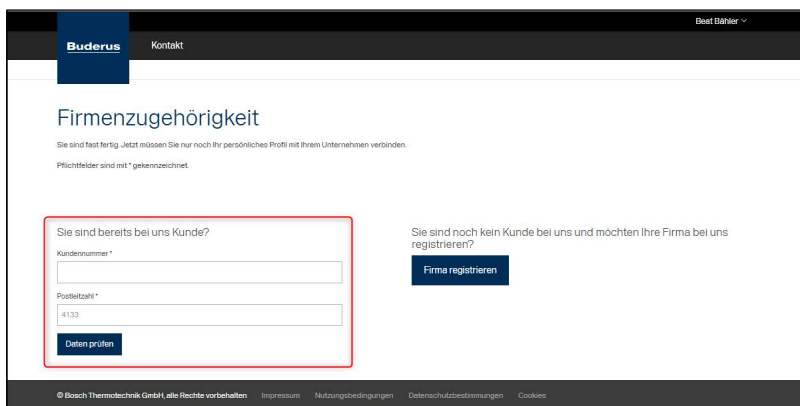 Beat Bähler
Buderus
Kontakt
Firmenzugehörigkeit
Sie sind fast fertig. Jetzt müssen Sie nur noch Ihr persönliches Profil mit Ihrem Unternehmen verbinden.
Pflichtfelder sind mit * gekennzeichnet.
Sie sind bereits bei uns Kunde?
Kundennummer *
Postleitzahl *
4133
Daten prüfen
Sie sind noch kein Kunde bei uns und möchten Ihre Firma bei uns
registrieren?
Firma registrieren
© Bosch Thermotechnik GmbH, alle Rechte vorbehalten Impressum Nutzungsbedingungen Datenschutzbestimmungen Cookies